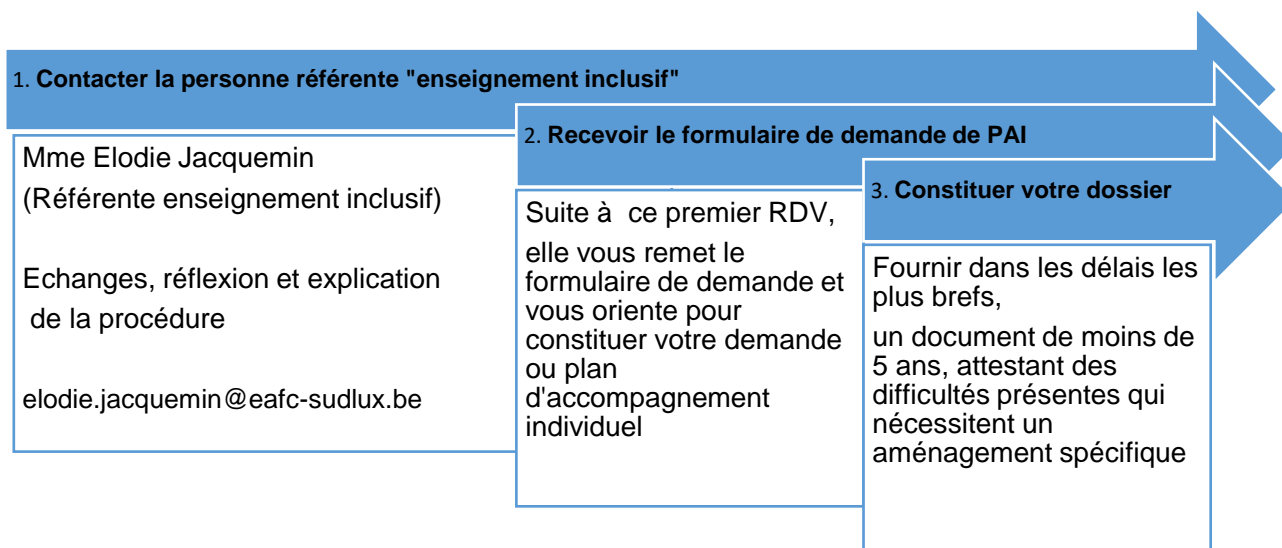 1. Contacter la personne référente "enseignement inclusif"
Mme Elodie Jacquemin
(Référente enseignement inclusif)
Echanges, réflexion et explication
de la procédure
elodie.jacquemin@eafc-sudlux.be
2. Recevoir le formulaire de demande de PAI
Suite à ce premier RDV,
elle vous remet le
formulaire de demande et
vous oriente pour
constituer votre demande
ou plan
d'accompagnement
individuel
3. Constituer votre dossier
Fournir dans les délais les
plus brefs,
un document de moins de
5 ans, attestant des
difficultés présentes qui
nécessitent un
aménagement spécifique